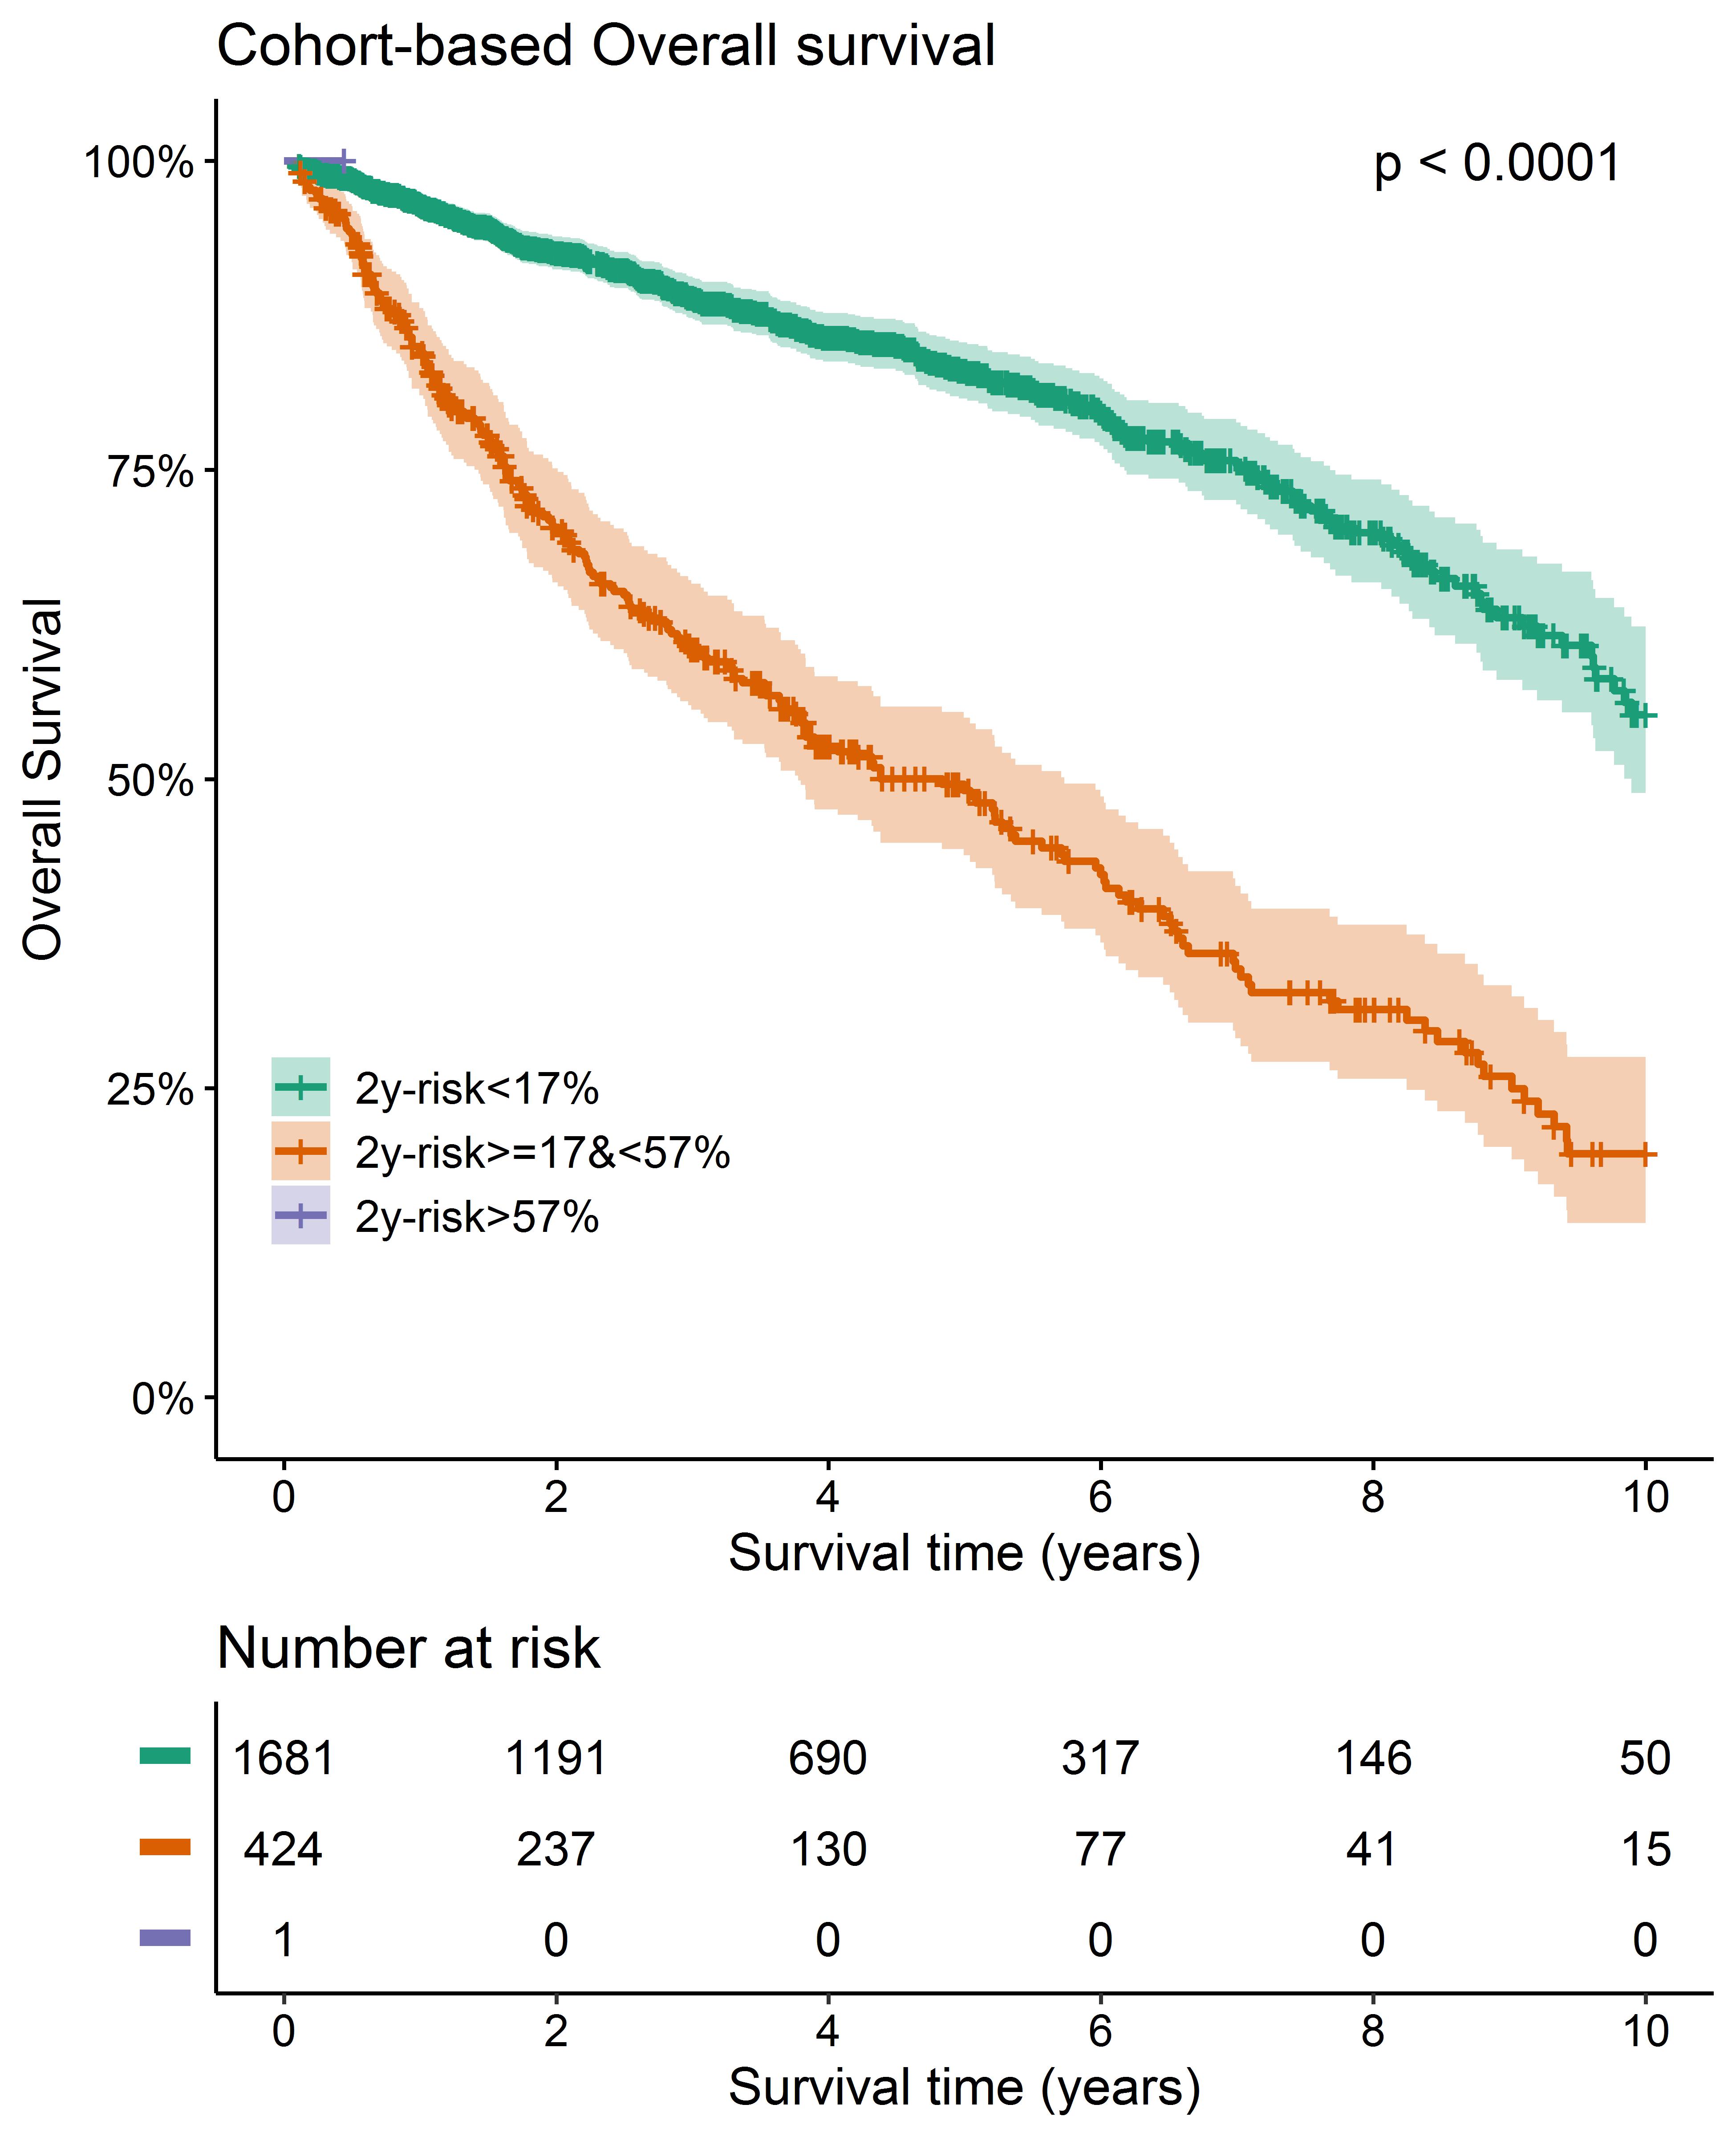 Cohort-based Overall survival
p < 0.0001
100%
75%
50%
25%
0%
Overall Survival
2y-risk<17%
2y-risk>=17&<57%
2y-risk>57%
0 2 4 6 8 10
Survival time (years)
Number at risk
1681 1191 690 317 146 50
424 237 130 77 41 15
1 0 0 0 0 0
0 2 4 6 8 10
Survival time (years)